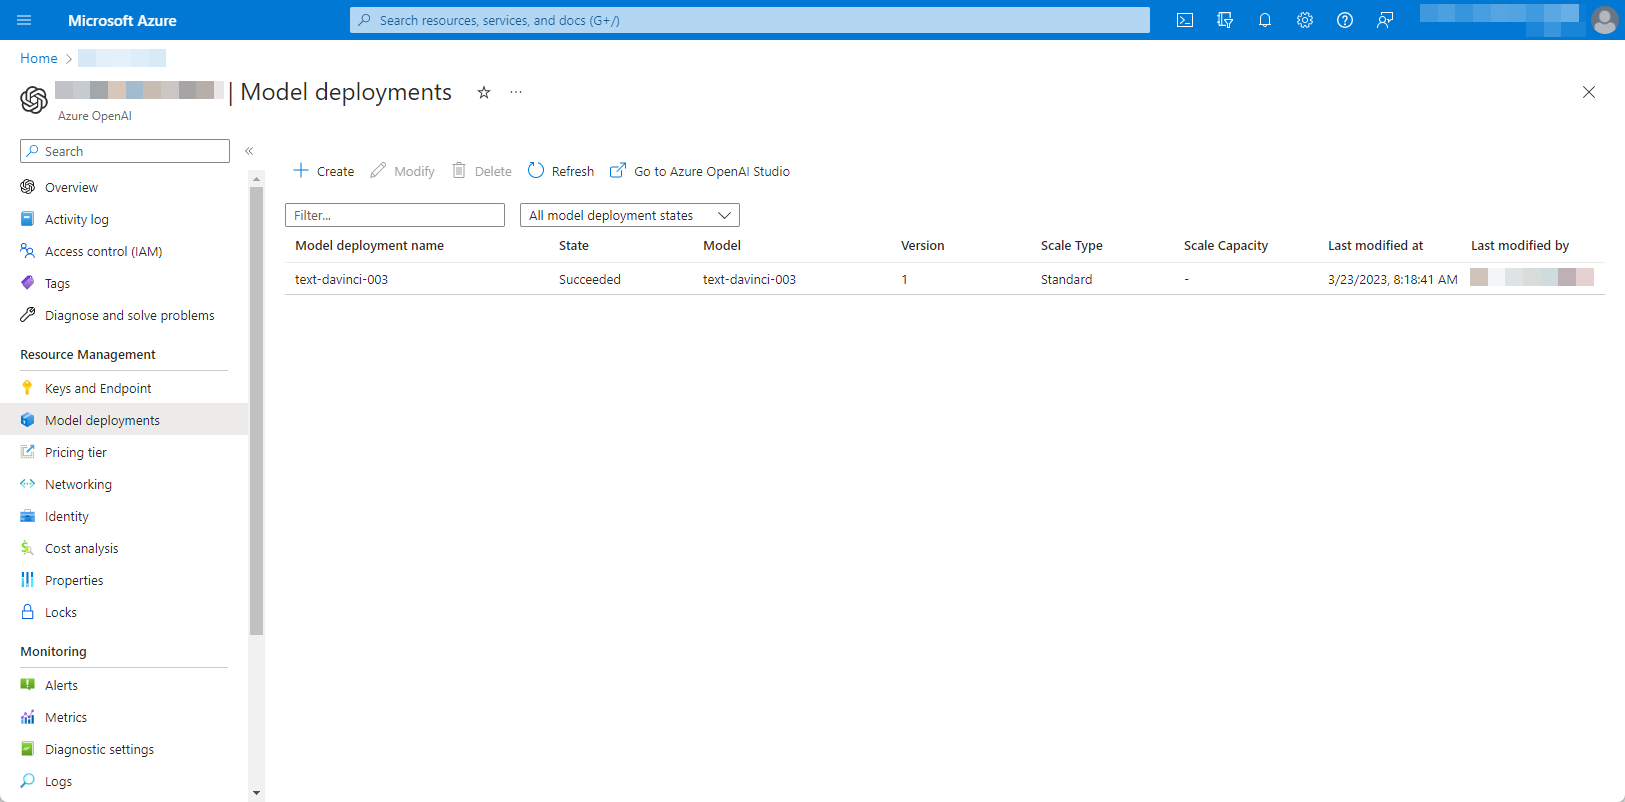 Microsoft Azure
Search resources, services, and docs (G+/)
Home
| Model deployments
Azure OpenAI
Search
Overview
Activity log
Access control (IAM)
Tags
Diagnose and solve problems
Resource Management
Keys and Endpoint
Model deployments
Pricing tier
Networking
Identity
Cost analysis
Properties
Locks
Monitoring
Alerts
Metrics
Diagnostic settings
Logs
Create Modify Delete Refresh Go to Azure OpenAI Studio
Filter... All model deployment states
Model deployment name State Model Version Scale Type Scale Capacity Last modified at Last modified by
text-davinci-003 Succeeded text-davinci-003 1 Standard - 3/23/2023, 8:18:41 AM